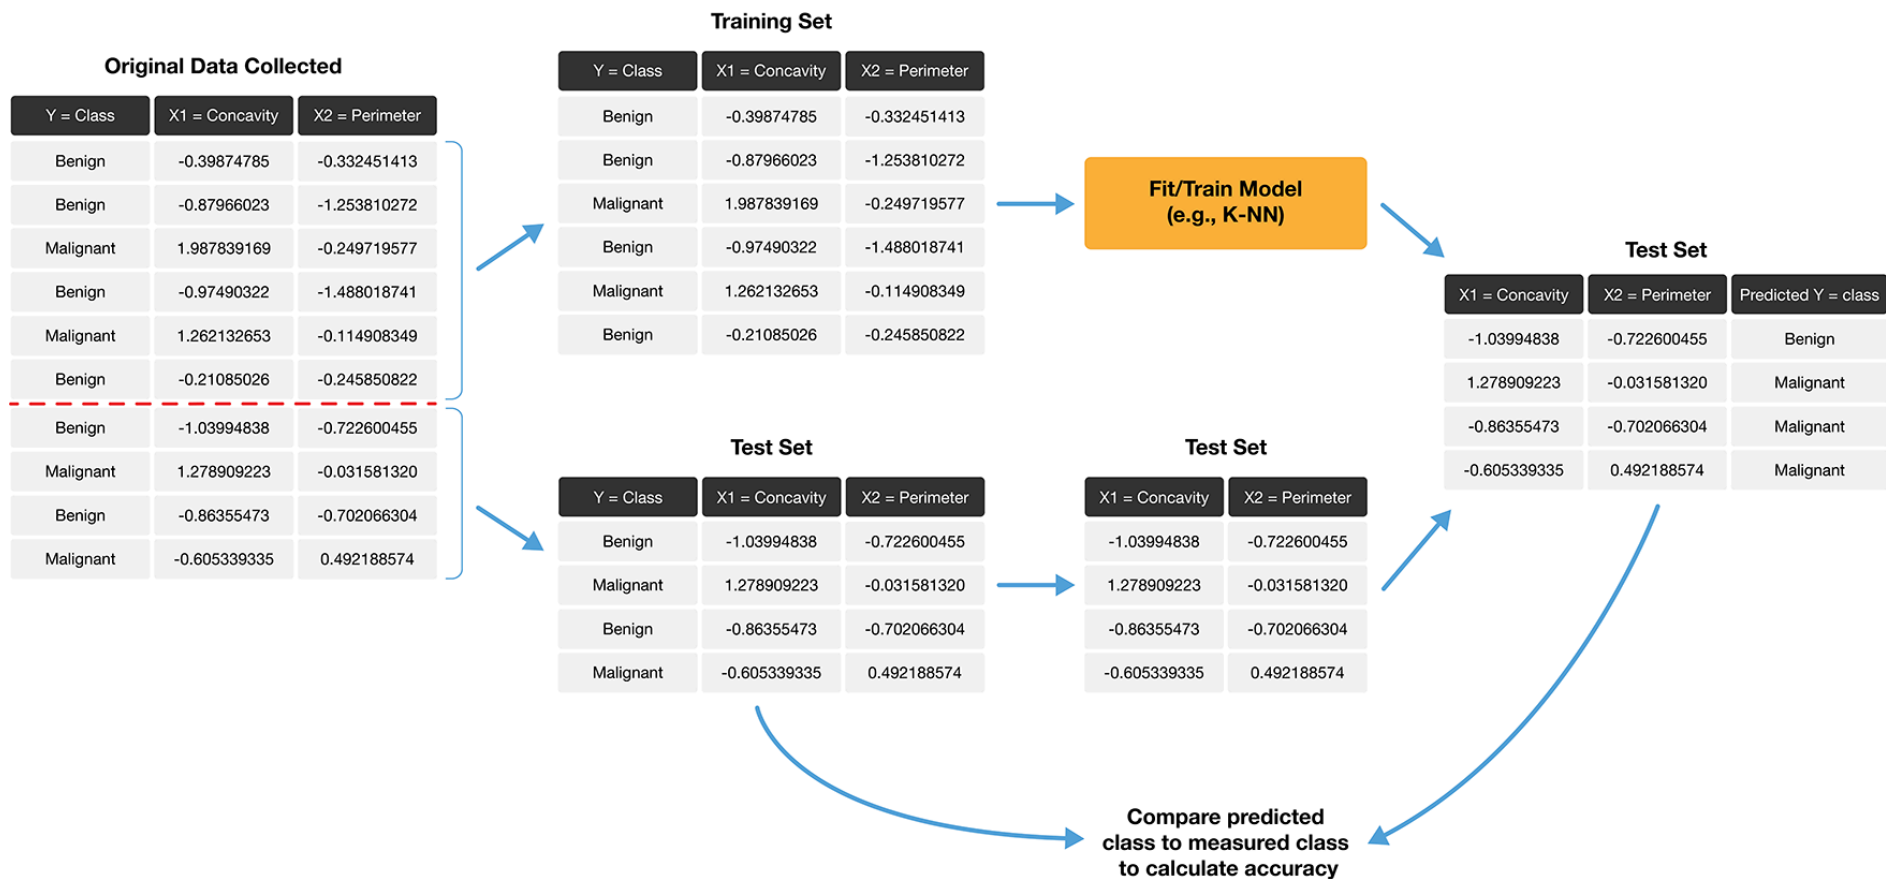 Original Data Collected
Y = Class X1 = Concavity X2 = Perimeter
Benign -0.39874785 -0.332451413
Benign -0.87966023 -1.253810272
Malignant 1.987839169 -0.249719577
Benign -0.97490322 -1.488018741
Malignant 1.262132653 -0.114908349
Benign -0.21085026 -0.245850822
Benign -1.03994838 -0.722600455
Malignant 1.278909223 -0.031581320
Benign -0.86355473 -0.702066304
Malignant -0.605339335 0.492188574
Training Set
Y = Class X1 = Concavity X2 = Perimeter
Benign -0.39874785 -0.332451413
Benign -0.87966023 -1.253810272
Malignant 1.987839169 -0.249719577
Benign -0.97490322 -1.488018741
Malignant 1.262132653 -0.114908349
Benign -0.21085026 -0.245850822
Fit/Train Model
(e.g., K-NN)
Test Set
Y = Class X1 = Concavity X2 = Perimeter
Benign -1.03994838 -0.722600455
Malignant 1.278909223 -0.031581320
Benign -0.86355473 -0.702066304
Malignant -0.605339335 0.492188574
Test Set
X1 = Concavity X2 = Perimeter
-1.03994838 -0.722600455
1.278909223 -0.031581320
-0.86355473 -0.702066304
-0.605339335 0.492188574
Test Set
X1 = Concavity X2 = Perimeter Predicted Y = class
-1.03994838 -0.722600455 Benign
1.278909223 -0.031581320 Malignant
-0.86355473 -0.702066304 Malignant
-0.605339335 0.492188574 Malignant
Compare predicted
class to measured class
to calculate accuracy